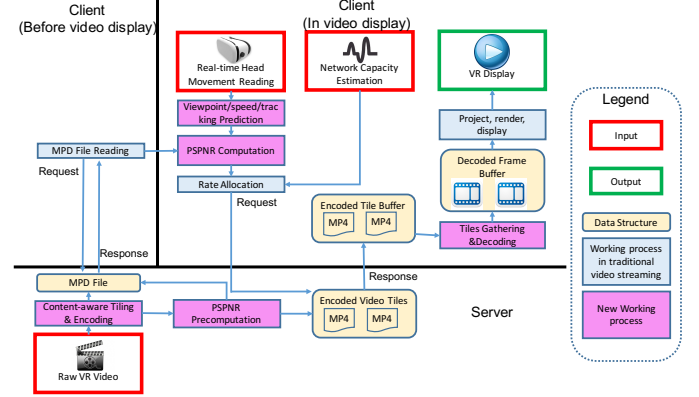 Client
(Before video display)
Client
(In video display)
Real-time Head
Movement Reading
Network Capacity
Estimation
VR Display
Viewpoint/speed/trac
king Prediction
Project, render,
display
MPD File Reading
PSPNR Computation
Decoded Frame
Buffer
Request
Rate Allocation
Request
Encoded Tile Buffer
MP4
MP4
Tiles Gathering
&Decoding
Response
Response
MPD File
Content-aware Tiling
& Encoding
PSPNR
Precomputation
Encoded Video Tiles
MP4
MP4
Server
Raw VR Video
Legend
Input
Output
Data Structure
Working process
in traditional
video streaming
New Working
process